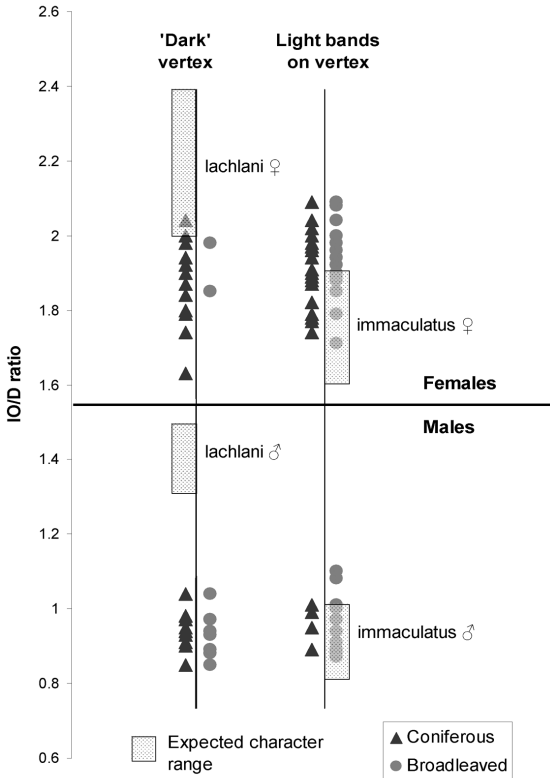 2.6
'Dark'
vertex
Light bands
on vertex
2.4
lachlani ♀
2.2
2
1.8
immaculatus ♀
1.6
Females
IO/D ratio
Males
lachlani ♂
1.4
1.2
1
immaculatus ♂
0.8
Expected character
range
Coniferous
Broadleaved
0.6